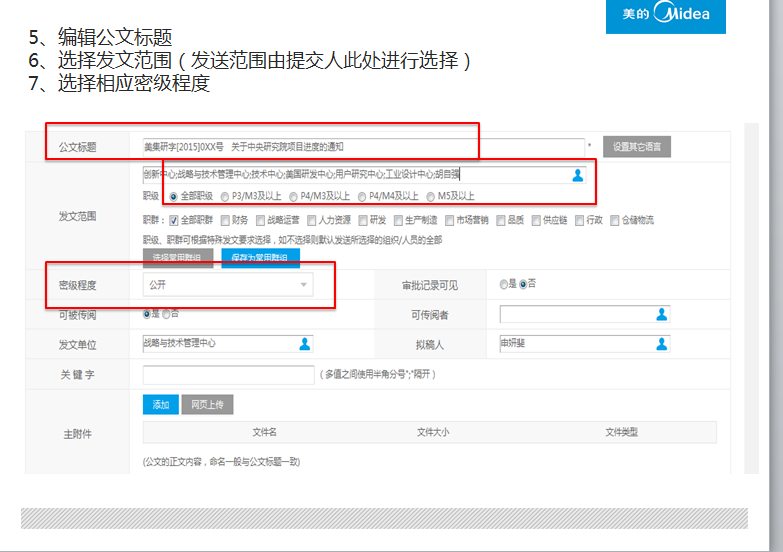 美的 Midea
5、编辑公文标题
6、选择发文范围（发送范围由提交人此处进行选择）
7、选择相应密级程度
公文标题 美集研字[2015]0XX号 关于中央研究院项目进度的通知 * 设置其它语言
创新中心;战略与技术管理中心;技术中心;美国研发中心;用户研究中心;工业设计中心;胡自强
职级： 全部职级 P3/M3及以上 P4/M3及以上 P4/M4及以上 M5及以上
发文范围
职群： 全部职群 财务 战略运营 人力资源 研发 生产制造 市场营销 品质 供应链 行政 仓储物流
职级、职群可根据特殊发文要求选择，如不选择则默认发送所选择的组织/人员的全部
选择常用群组 保存为常用群组
密级程度 公开 审批记录可见 是 否
可被传阅 是 否 可传阅者
发文单位 战略与技术管理中心 拟稿人 申妍斐
关 键 字 （多值之间使用半角分号";"隔开）
添加 网页上传
主附件 文件名 文件大小 文件类型
(公文的正文内容，命名一般与公文标题一致)